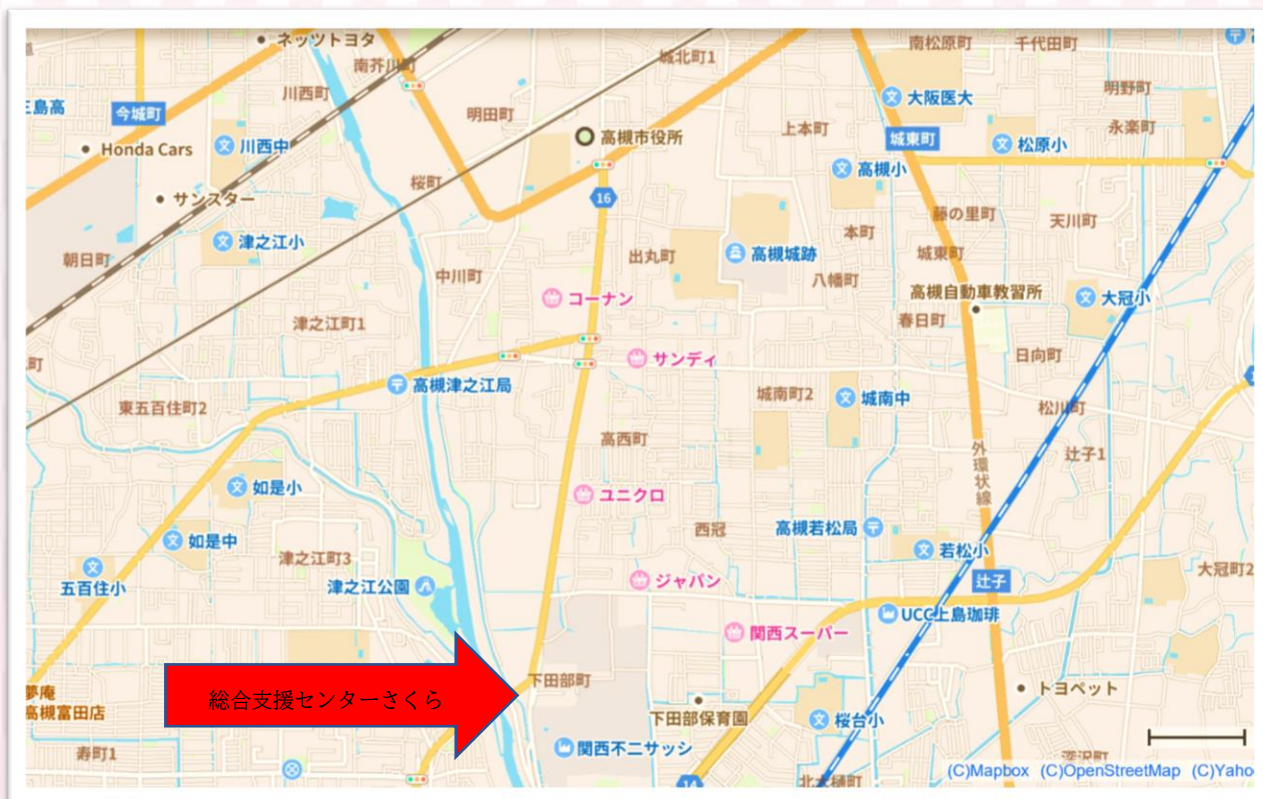 ネッツトヨタ
南芥川町
城北町1
南松原町
千代田町
川西町
明野町
三島高
今城町
明田町
大阪医大
永楽町
上本町
高槻市役所
城東町
松原小
Honda Cars
川西中
高槻小
桜町
サンスター
16
藤の里町
天川町
津之江小
本町
朝日町
出丸町
高槻城跡
城東町
中川町
八幡町
高槻自動車教習所
コーナン
大冠小
津之江町1
春日町
サンディ
日向町
町
高槻津之江局
城南町2
城南中
東五百住町2
松川町
高西町
辻子1
外環状線
如是小
ユニクロ
西冠
高槻若松局
如是中
若松小
津之江町3
大冠町2
五百住小
津之江公園
ジャパン
辻子
UCC上島珈琲
関西スーパー
下田部町
総合支援センターさくら
夢庵
高槻富田店
トヨペット
下田部保育園
桜台小
寿町1
関西不二サッシ
深沢町
(C)Mapbox (C)OpenStreetMap (C)Yaho
14
北大樋町